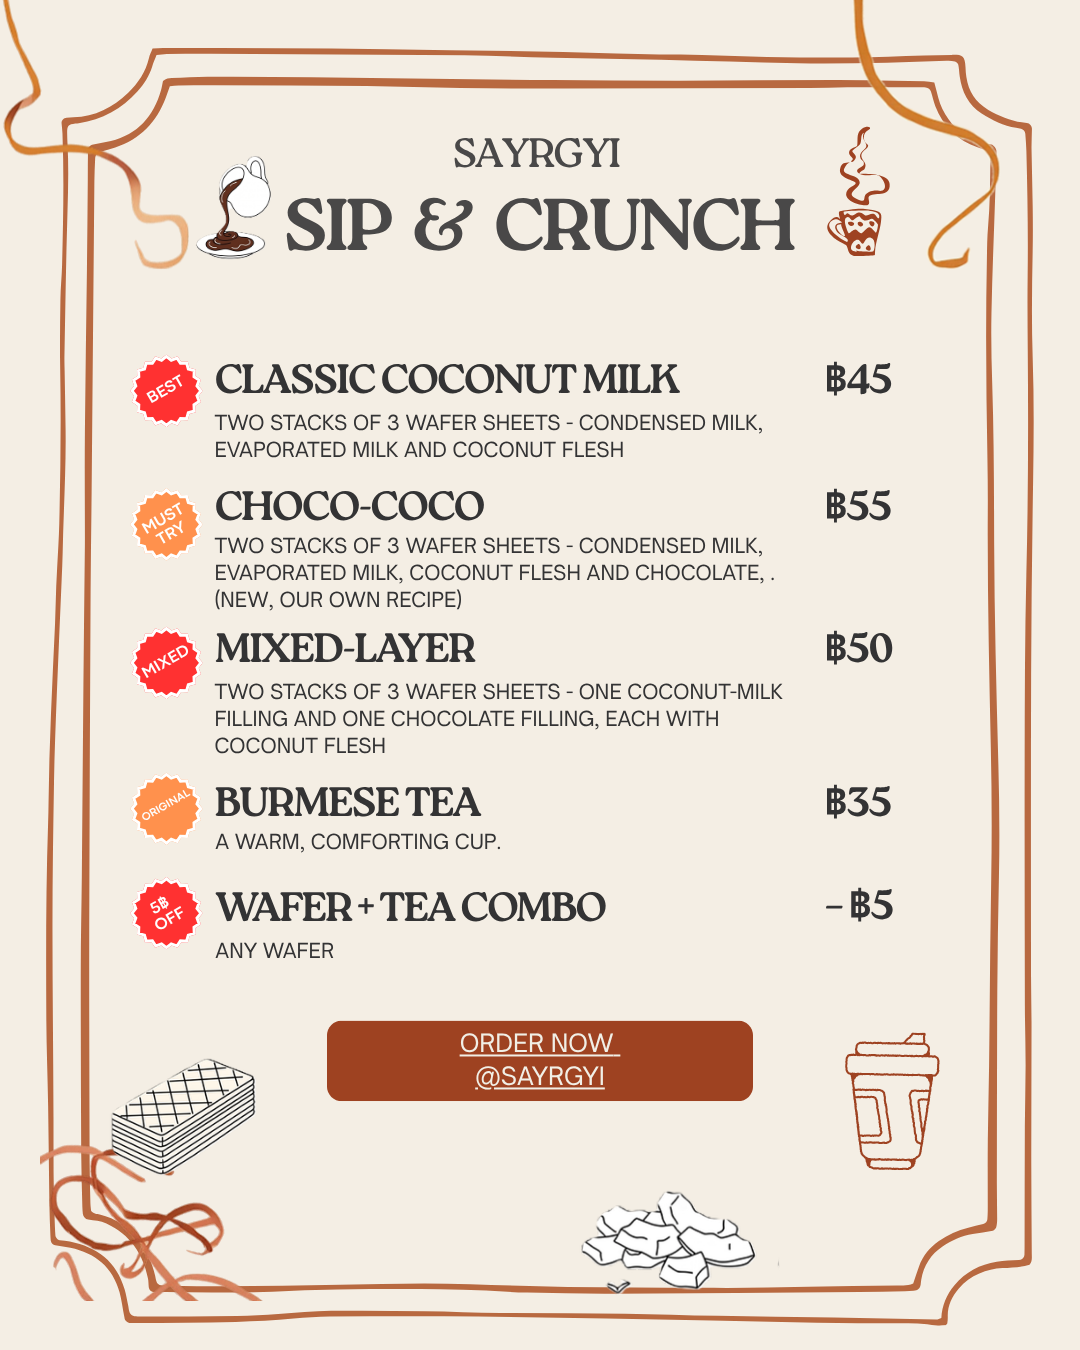 SAYRGYI
SIP & CRUNCH
BEST
CLASSIC COCONUT MILK ฿45
TWO STACKS OF 3 WAFER SHEETS - CONDENSED MILK,
EVAPORATED MILK AND COCONUT FLESH
MUST
TRY
CHOCO-COCO ฿55
TWO STACKS OF 3 WAFER SHEETS - CONDENSED MILK,
EVAPORATED MILK, COCONUT FLESH AND CHOCOLATE, .
(NEW, OUR OWN RECIPE)
MIXED
MIXED-LAYER ฿50
TWO STACKS OF 3 WAFER SHEETS - ONE COCONUT-MILK
FILLING AND ONE CHOCOLATE FILLING, EACH WITH
COCONUT FLESH
ORIGINAL
BURMESE TEA ฿35
A WARM, COMFORTING CUP.
5฿
OFF
WAFER + TEA COMBO –฿5
ANY WAFER
ORDER NOW
@SAYRGYI